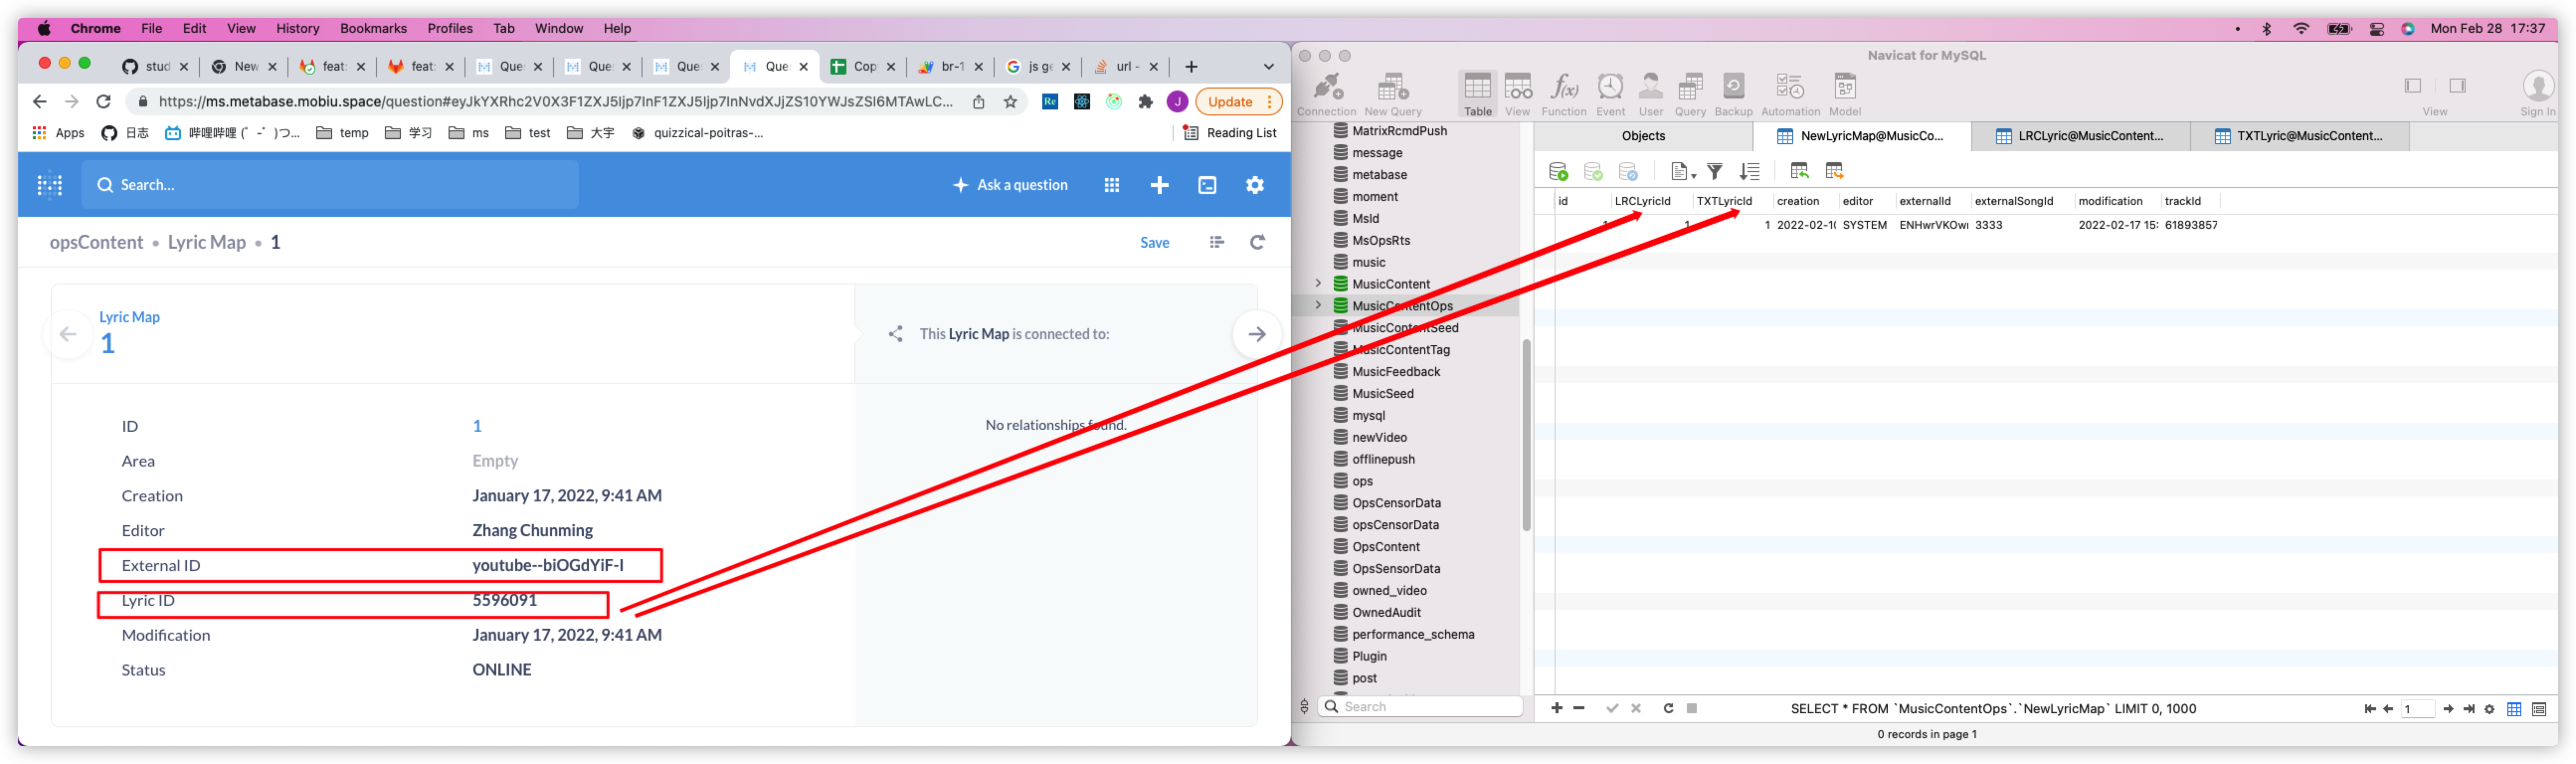 Chrome File Edit View History Bookmarks Profiles Tab Window Help
Mon Feb 28 17:37
stud
New
feat:
feat:
Que
Que
Que
Que
Cop
br-1
js ge
url -
https://ms.metabase.mobiu.space/question#eyJkYXRhc2V0X3F1ZXJ5Ijp7InF1ZXJ5Ijp7InNvdXJjZS10YWJsZSI6MTAwLC...
Update
Apps 日志 哔哩哔哩 (゜-゜)つ... temp 学习 ms test 大宇 quizzical-poitras-... Reading List
Search...
Ask a question
opsContent • Lyric Map • 1
Save
Lyric Map
1
This Lyric Map is connected to:
No relationships found.
ID 1
Area Empty
Creation January 17, 2022, 9:41 AM
Editor Zhang Chunming
External ID youtube--biOGdYiF-I
Lyric ID 5596091
Modification January 17, 2022, 9:41 AM
Status ONLINE
Navicat for MySQL
Connection New Query Table View Function Event User Query Backup Automation Model View Sign In
MatrixRcmdPush
message
metabase
moment
MsId
MsOpsRts
music
MusicContent
MusicContentOps
MusicContentSeed
MusicContentTag
MusicFeedback
MusicSeed
mysql
newVideo
offlinepush
ops
OpsCensorData
opsCensorData
OpsContent
OpsSensorData
owned_video
OwnedAudit
performance_schema
Plugin
post
Search
Objects NewLyricMap@MusicCo... LRCLyric@MusicContent... TXTLyric@MusicContent...
id LRCLyricId TXTLyricId creation editor externalId externalSongId modification trackId
1 1 1 2022-02-1 SYSTEM ENHwrVKOw 3333 2022-02-17 15: 61893857
SELECT * FROM `MusicContentOps`.`NewLyricMap` LIMIT 0, 1000
1
0 records in page 1